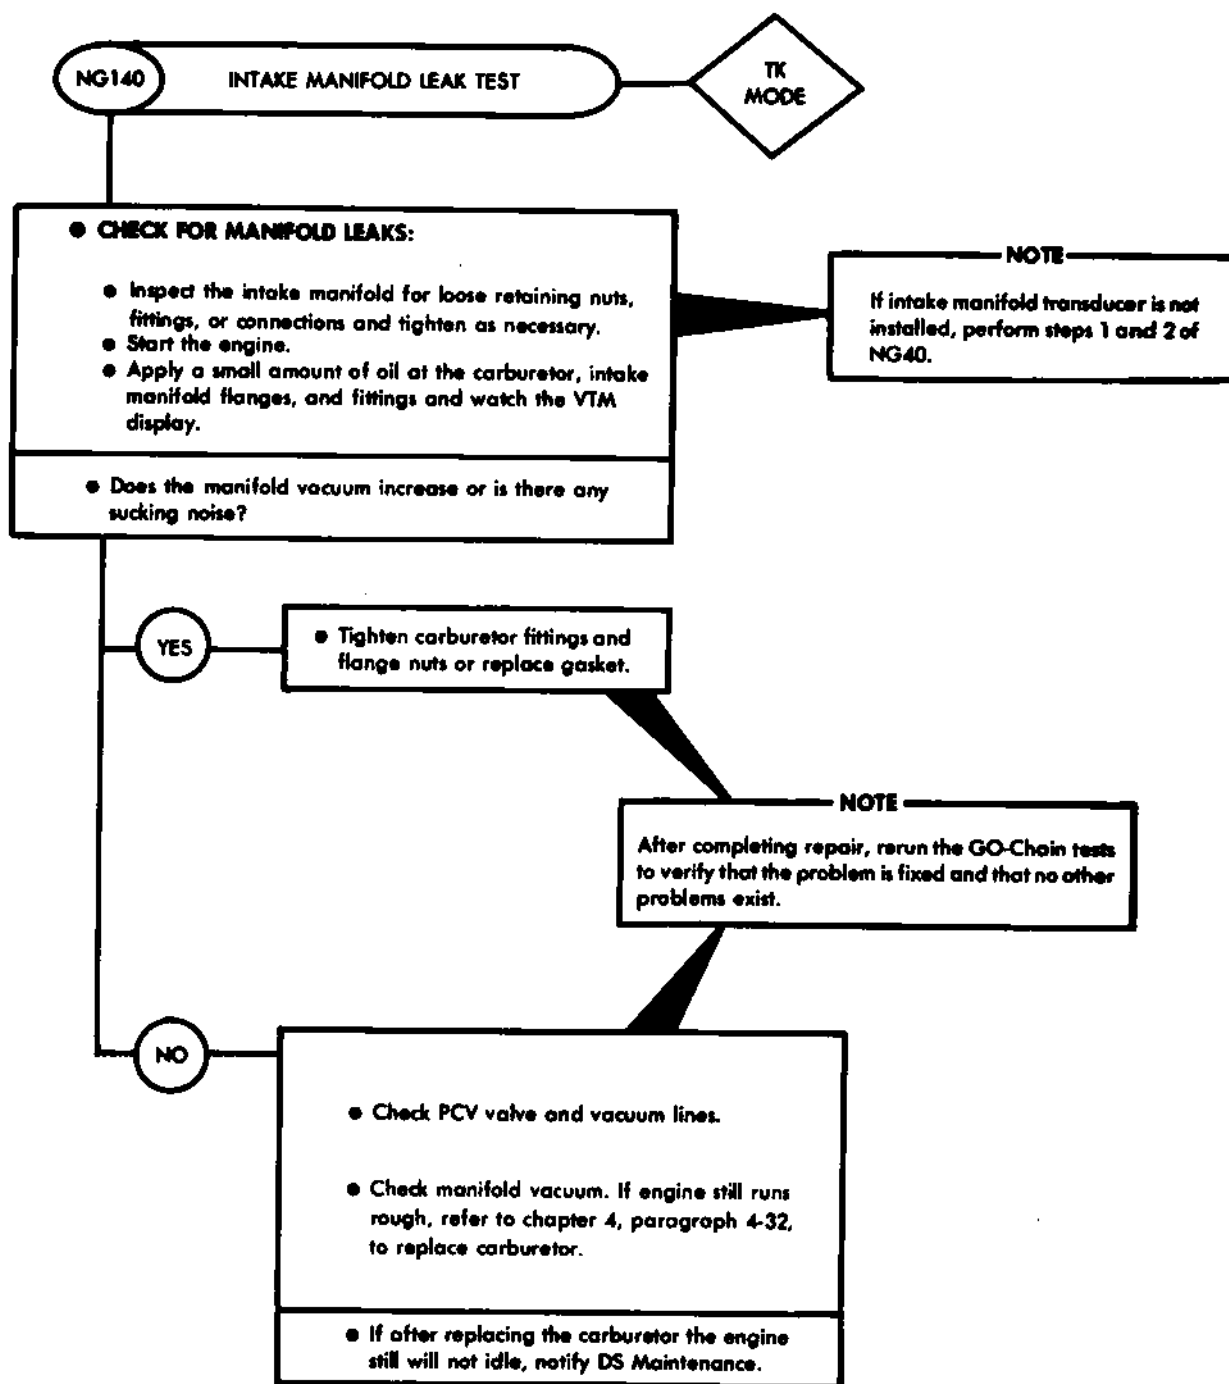 NG140
INTAKE MANIFOLD LEAK TEST
TK
MODE
● CHECK FOR MANIFOLD LEAKS:
● Inspect the intake manifold for loose retaining nuts,
fittings, or connections and tighten as necessary.
● Start the engine.
● Apply a small amount of oil at the carburetor, intake
manifold flanges, and fittings and watch the VTM
display.
NOTE
If intake manifold transducer is not
installed, perform steps 1 and 2 of
NG40.
● Does the manifold vacuum increase or is there any
sucking noise?
YES
● Tighten carburetor fittings and
flange nuts or replace gasket.
NOTE
After completing repair, rerun the GO-Chain tests
to verify that the problem is fixed and that no other
problems exist.
NO
● Check PCV valve and vacuum lines.
● Check manifold vacuum. If engine still runs
rough, refer to chapter 4, paragraph 4-32,
to replace carburetor.
● If after replacing the carburetor the engine
still will not idle, notify DS Maintenance.